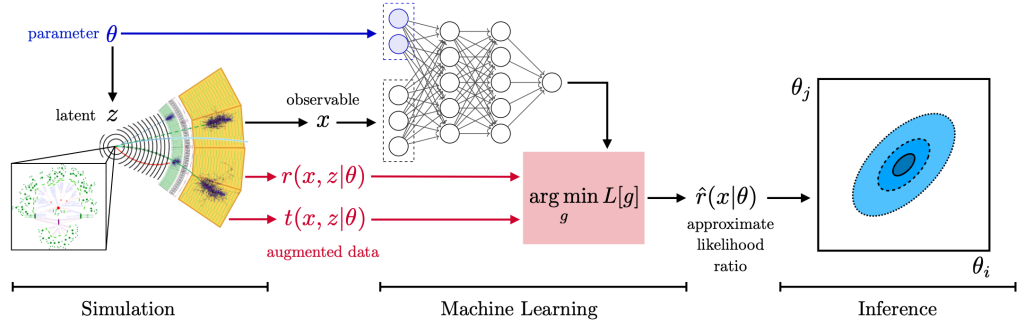 parameter θ
latent z
observable
x
r(x, z|θ)
t(x, z|θ)
augmented data
arg min L[g]
g
r̂(x|θ)
approximate
likelihood
ratio
θj
θi
Simulation
Machine Learning
Inference